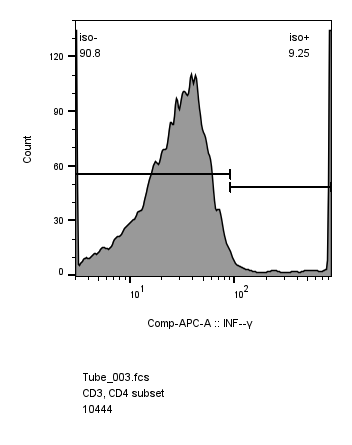 iso-
90.8
iso+
9.25
120
90
60
30
0
Count
10¹
10²
Comp-APC-A :: INF--γ
Tube_003.fcs
CD3, CD4 subset
10444